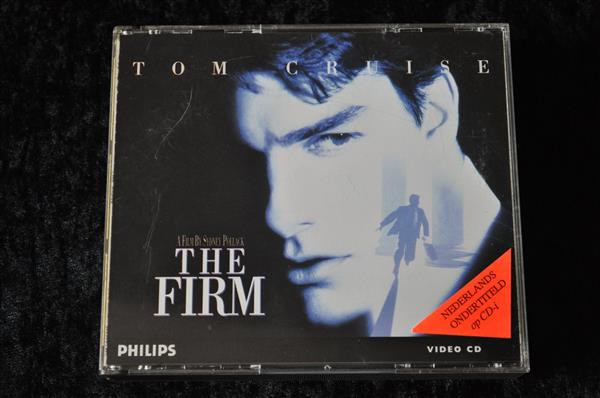 TOM CRUISE
A FILM BY SYDNEY POLLACK
THE
FIRM
NEDERLANDS
ONDERTITELD
op CD-i
PHILIPS
VIDEO CD